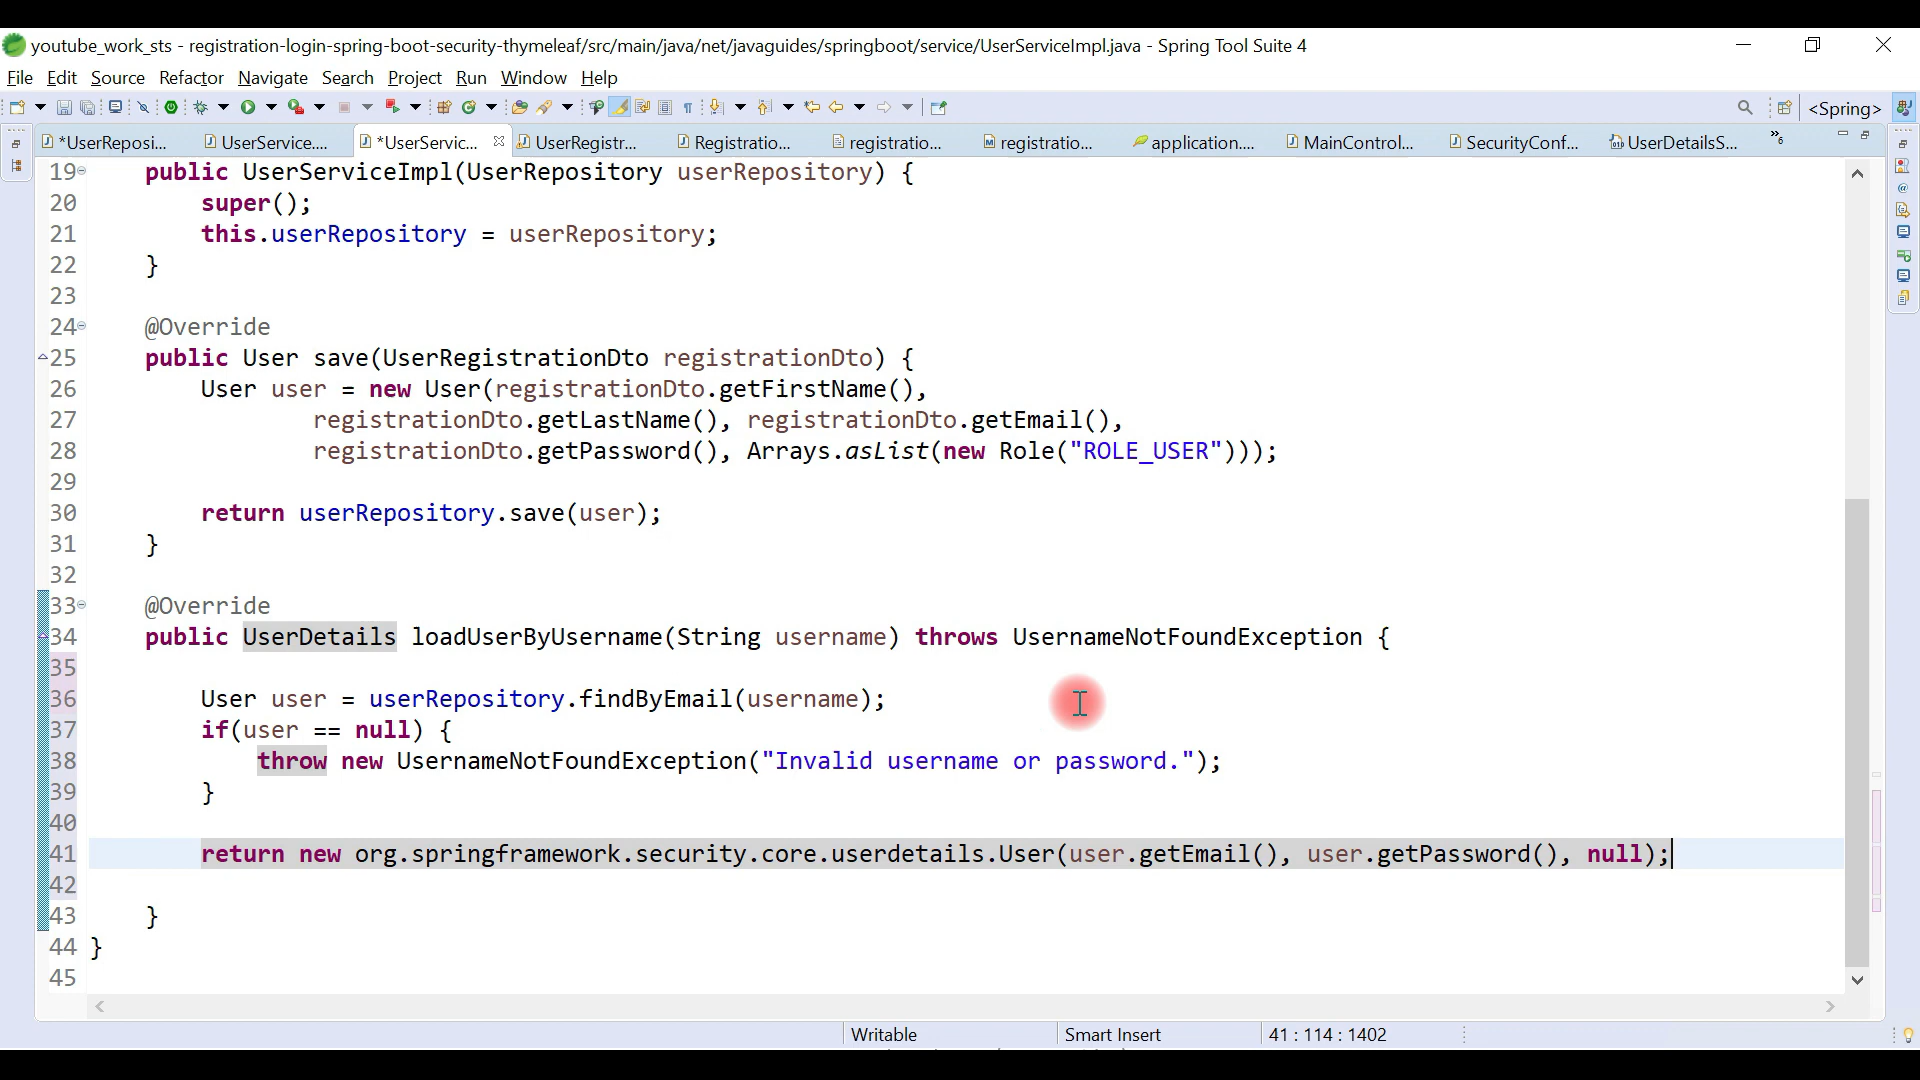 youtube_work_sts - registration-login-spring-boot-security-thymeleaf/src/main/java/net/javaguides/springboot/service/UserServiceImpl.java - Spring Tool Suite 4
File Edit Source Refactor Navigate Search Project Run Window Help
<Spring>
*UserReposi... UserService.... *UserServic... UserRegistr... Registratio... registratio... registratio... application.... MainControl... SecurityConf... UserDetailsS... »6
19 public UserServiceImpl(UserRepository userRepository) {
20 super();
21 this.userRepository = userRepository;
22 }
23
24 @Override
25 public User save(UserRegistrationDto registrationDto) {
26 User user = new User(registrationDto.getFirstName(),
27 registrationDto.getLastName(), registrationDto.getEmail(),
28 registrationDto.getPassword(), Arrays.asList(new Role("ROLE_USER")));
29
30 return userRepository.save(user);
31 }
32
33 @Override
34 public UserDetails loadUserByUsername(String username) throws UsernameNotFoundException {
35
36 User user = userRepository.findByEmail(username);
37 if(user == null) {
38 throw new UsernameNotFoundException("Invalid username or password.");
39 }
40
41 return new org.springframework.security.core.userdetails.User(user.getEmail(), user.getPassword(), null);
42
43 }
44 }
45
Writable Smart Insert 41 : 114 : 1402